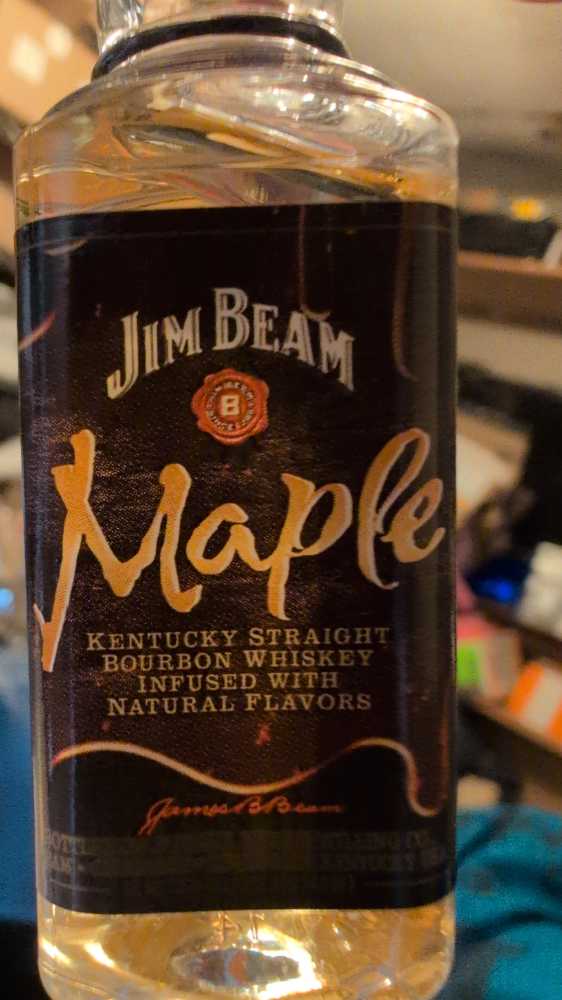 JIM BEAM
B
Maple
KENTUCKY STRAIGHT
BOURBON WHISKEY
INFUSED WITH
NATURAL FLAVORS
James B Beam